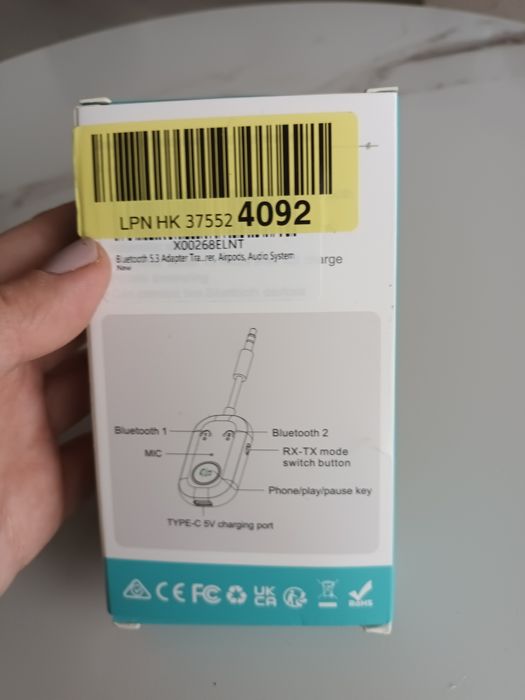 LPN HK 37552 4092
X00268ELNT
Bluetooth 5.3 Adapter Tra...rer, Airpods, Audio System
New
arge
Bluetooth 1
Bluetooth 2
MIC
RX-TX mode
switch button
Phone/play/pause key
TYPE-C 5V charging port
CE FC UK
CA
RoHS